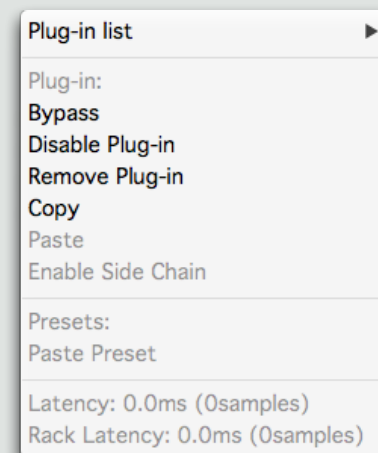 Plug-in list
Plug-in:
Bypass
Disable Plug-in
Remove Plug-in
Copy
Paste
Enable Side Chain
Presets:
Paste Preset
Latency: 0.0ms (0samples)
Rack Latency: 0.0ms (0samples)